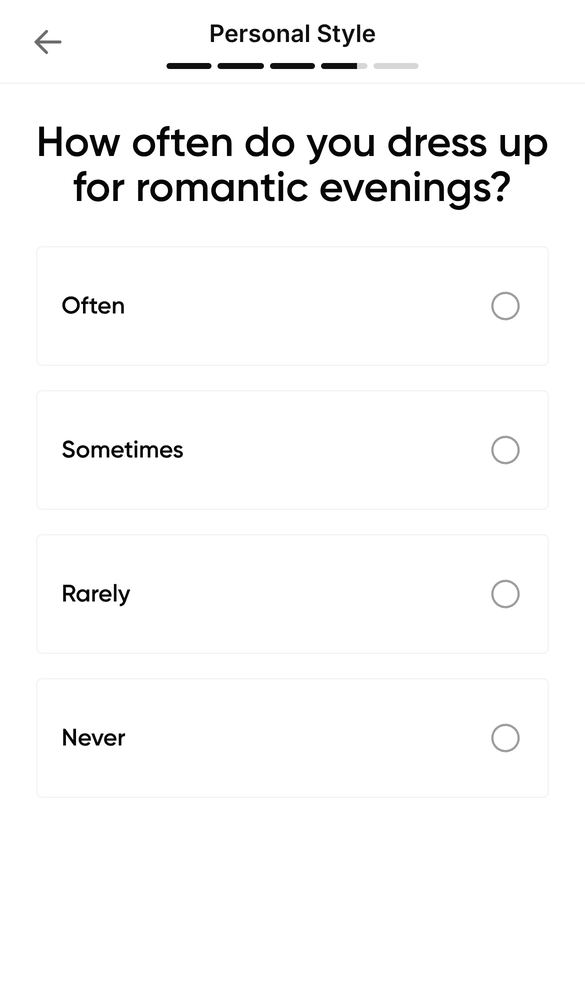 Personal Style
How often do you dress up
for romantic evenings?
Often
Sometimes
Rarely
Never